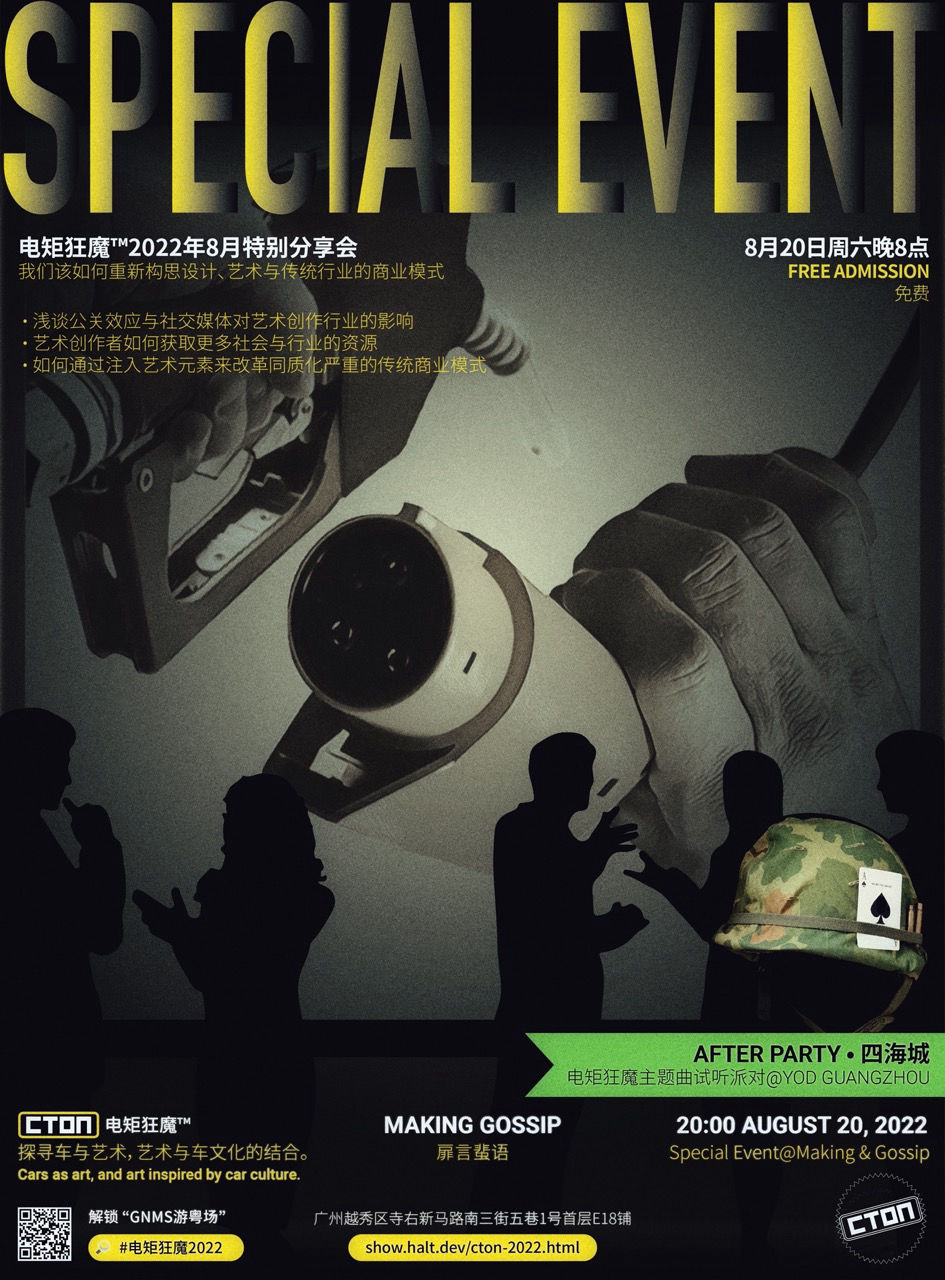 SPECIAL EVENT
电矩狂魔™2022年8月特别分享会
我们该如何重新构思设计、艺术与传统行业的商业模式
• 浅谈公关效应与社交媒体对艺术创作行业的影响
• 艺术创作者如何获取更多社会与行业的资源
• 如何通过注入艺术元素来改革同质化严重的传统商业模式
8月20日周六晚8点
FREE ADMISSION
免费
A
AFTER PARTY • 四海城
电矩狂魔主题曲试听派对@YOD GUANGZHOU
CTON 电矩狂魔™
探寻车与艺术，艺术与车文化的结合。
Cars as art, and art inspired by car culture.
MAKING GOSSIP
扉言蜚语
20:00 AUGUST 20, 2022
Special Event@Making & Gossip
解锁 “GNMS游粤场”
#电矩狂魔2022
广州越秀区寺右新马路南三街五巷1号首层E18铺
show.halt.dev/cton-2022.html
CTON